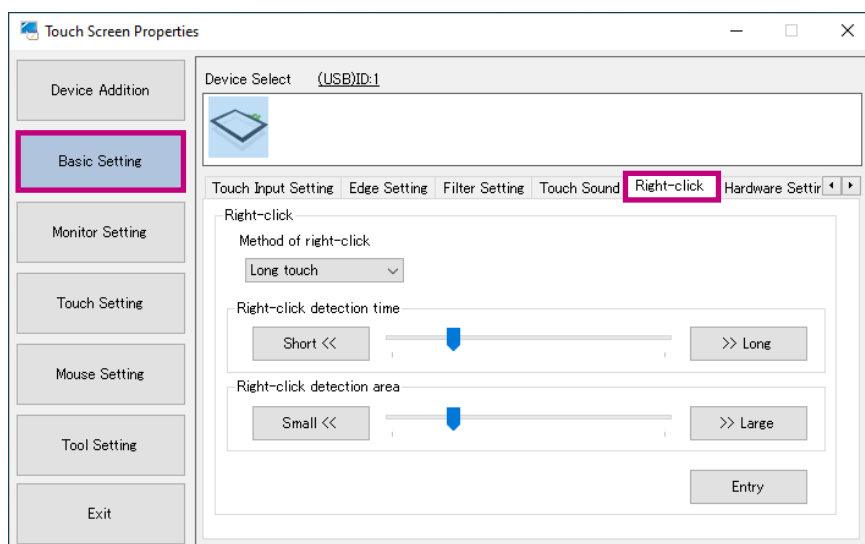 Touch Screen Properties
Device Addition
Basic Setting
Monitor Setting
Touch Setting
Mouse Setting
Tool Setting
Exit
Device Select (USB)ID:1
Touch Input Setting Edge Setting Filter Setting Touch Sound Right-click Hardware Settir
Right-click
Method of right-click
Long touch
Right-click detection time
Short << >> Long
Right-click detection area
Small << >> Large
Entry